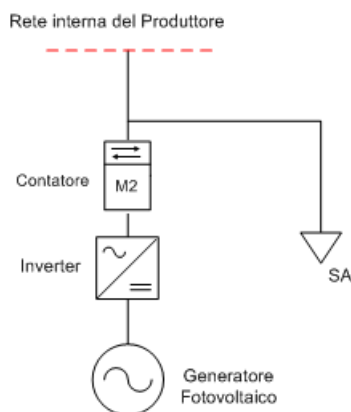 Rete interna del Produttore
Contatore
M2
Inverter
SA
Generatore
Fotovoltaico